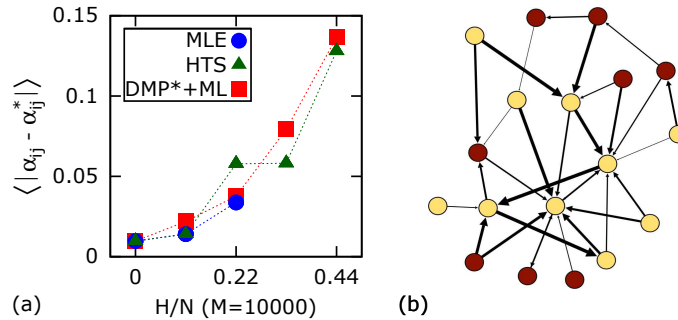 0.15
0.1
0.05
0
⟨ |α_ij - α*_ij| ⟩
MLE
HTS
DMP*+ML
0 0.22 0.44
H/N (M=10000)
(a)
(b)